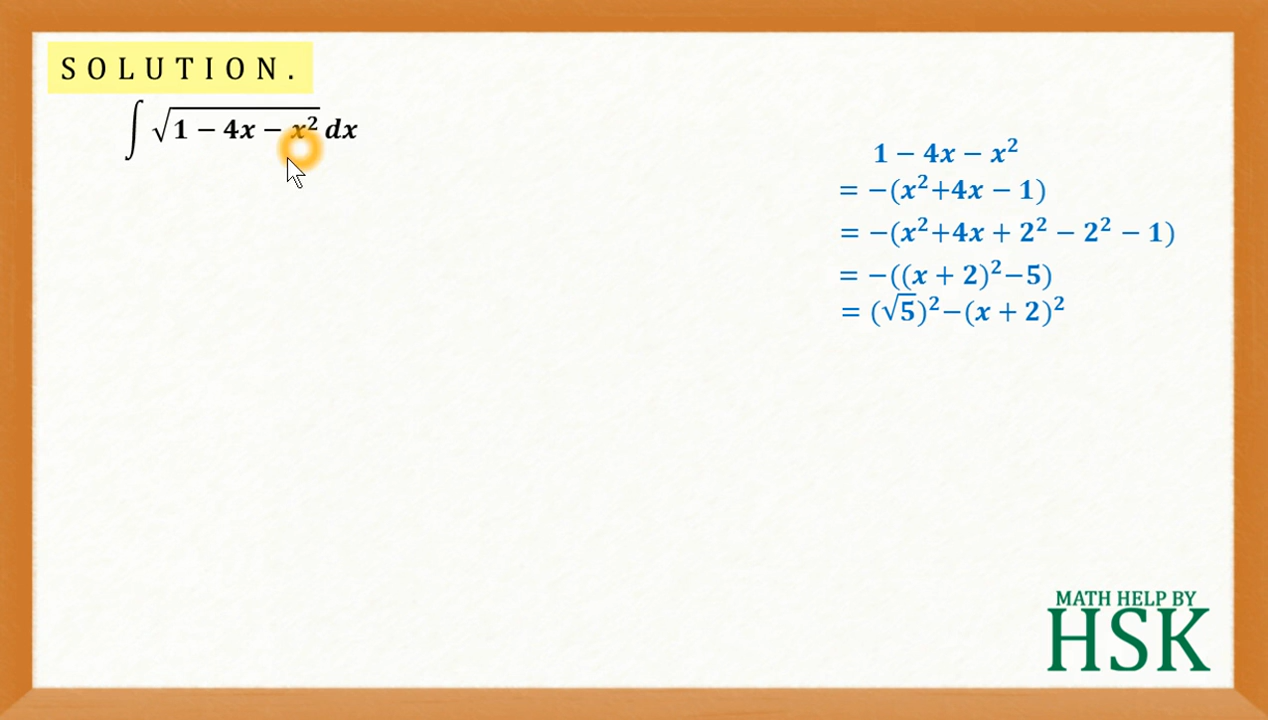 SOLUTION.
∫ √(1 − 4x − x²) dx
1 − 4x − x²
= −(x²+4x − 1)
= −(x²+4x + 2² − 2² − 1)
= −((x + 2)²−5)
= (√5)²−(x + 2)²
MATH HELP BY
HSK